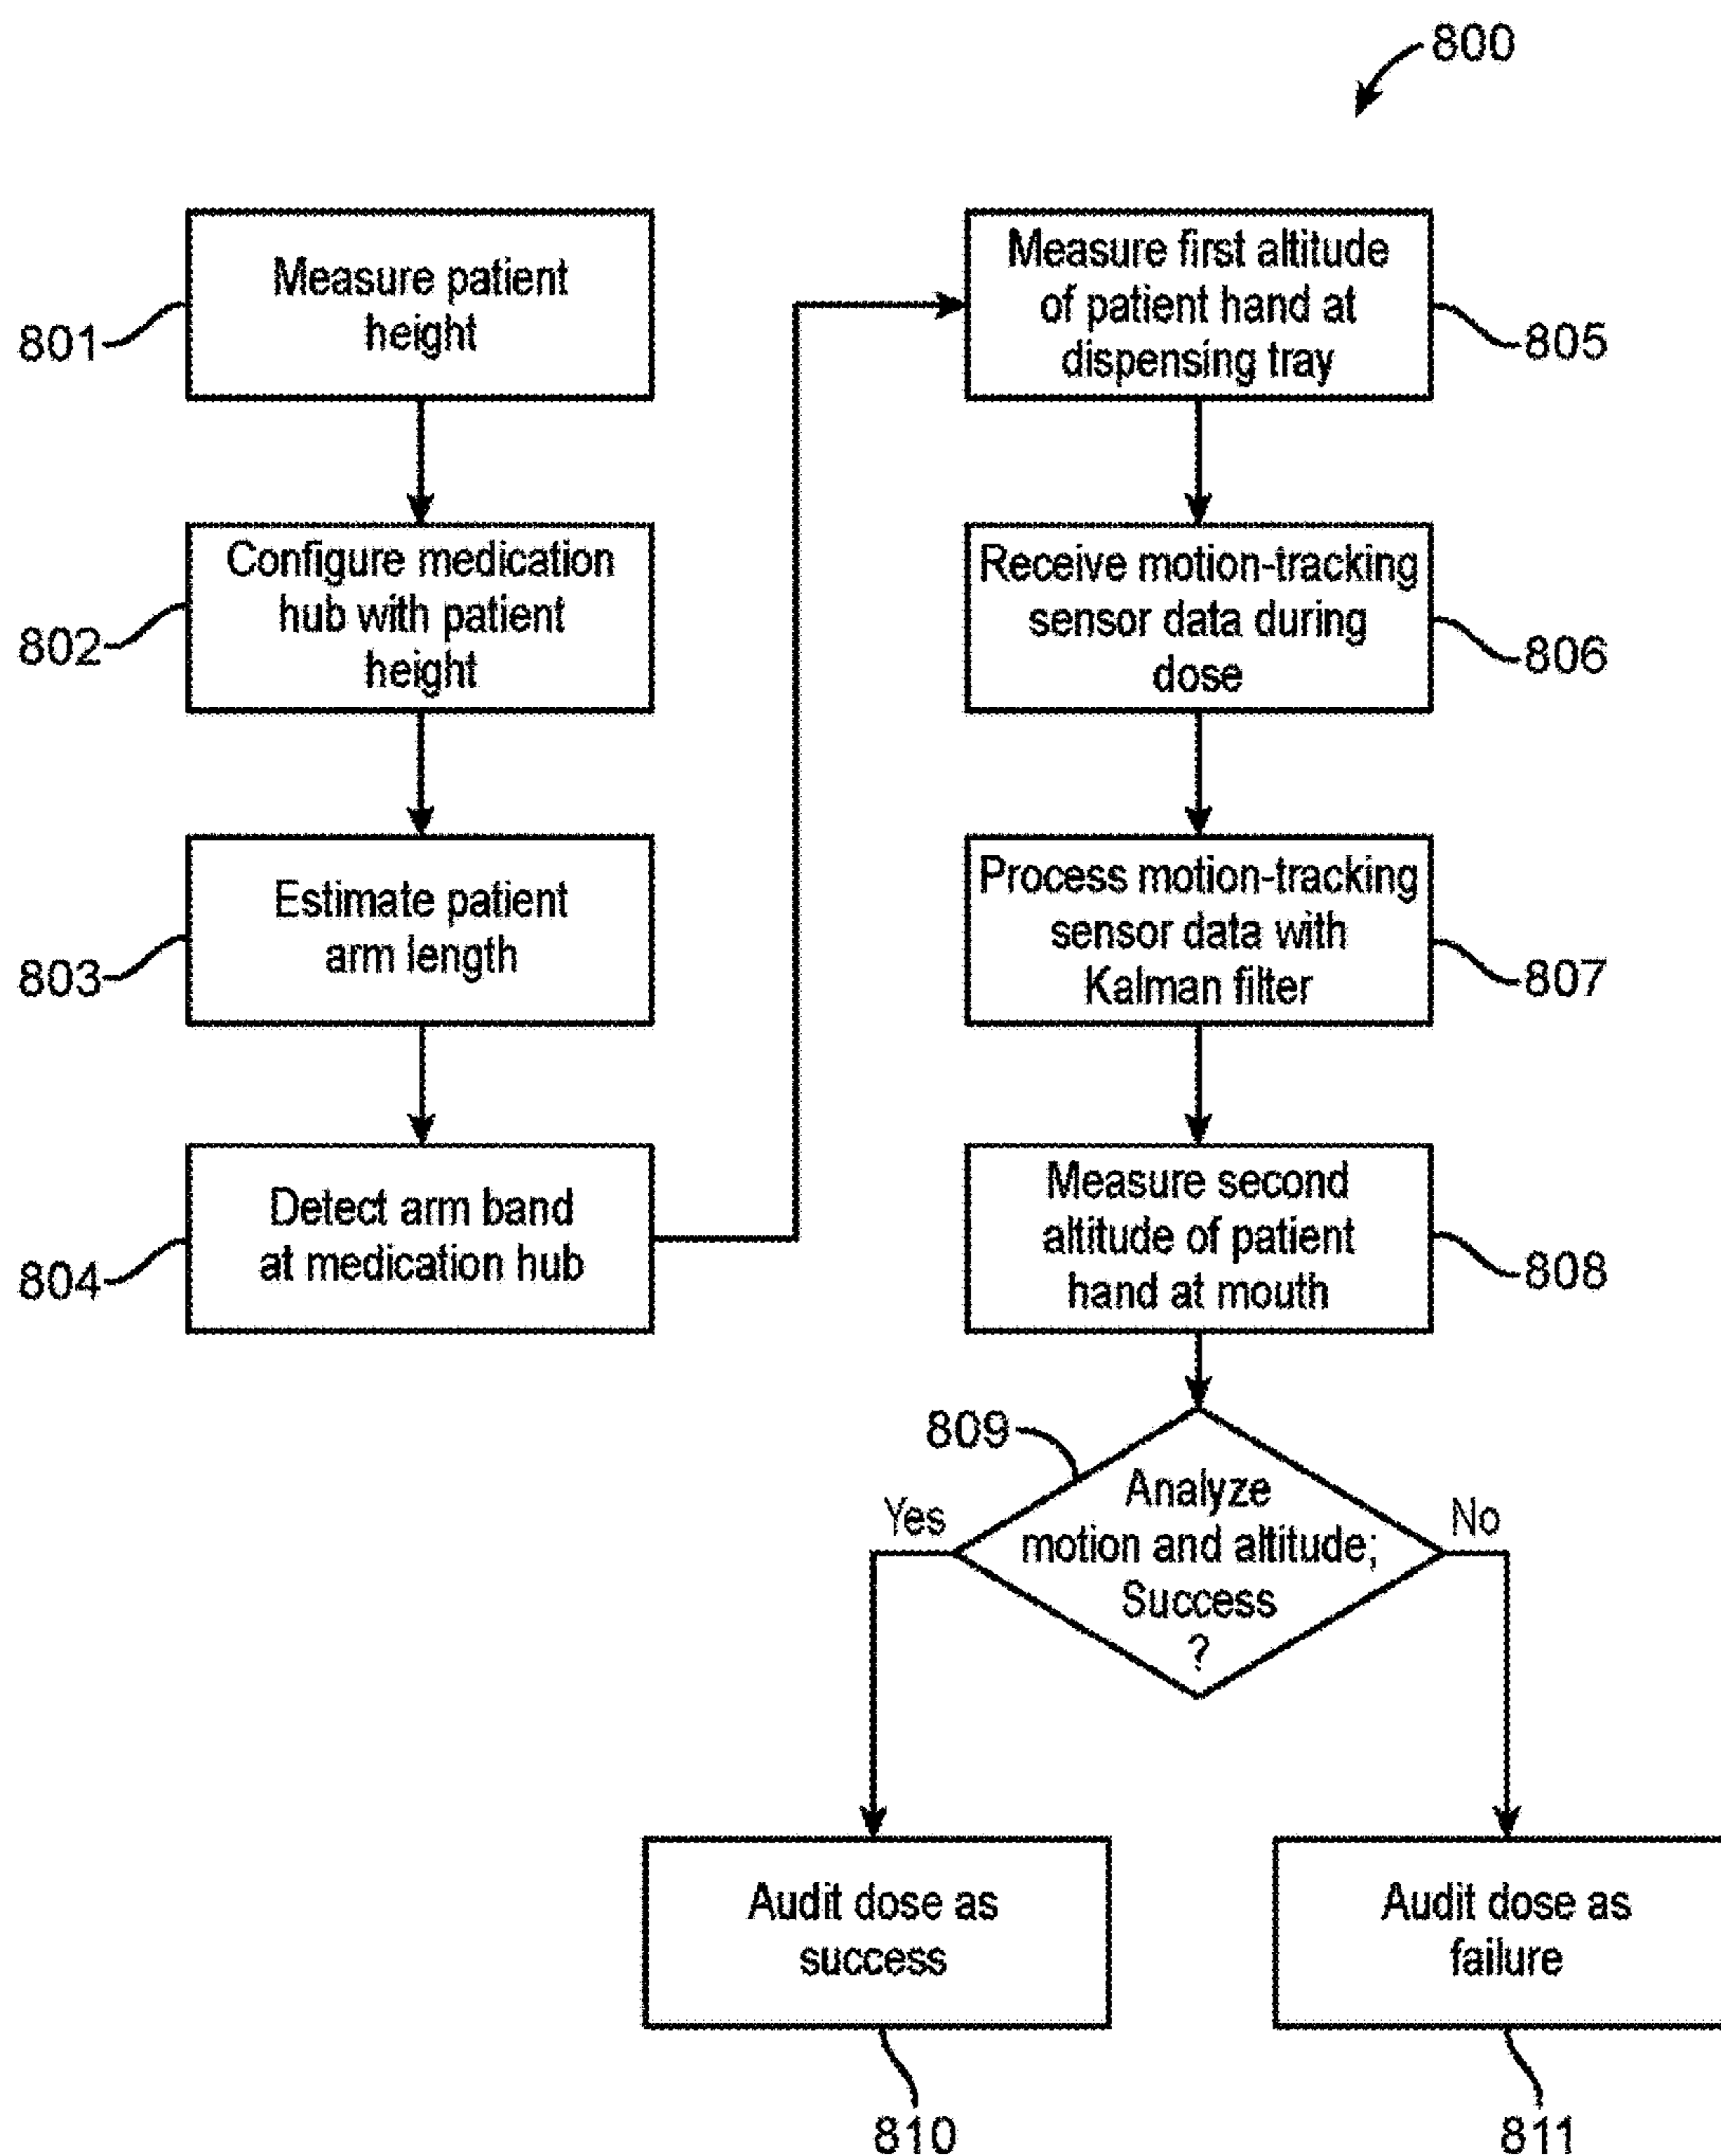 800
Measure patient
height
801
Configure medication
hub with patient
height
802
Estimate patient
arm length
803
Detect arm band
at medication hub
804
Measure first altitude
of patient hand at
dispensing tray
805
Receive motion-tracking
sensor data during
dose
806
Process motion-tracking
sensor data with
Kalman filter
807
Measure second
altitude of patient
hand at mouth
808
809
Analyze
motion and altitude;
Success
?
Yes
No
Audit dose as
success
810
Audit dose as
failure
811